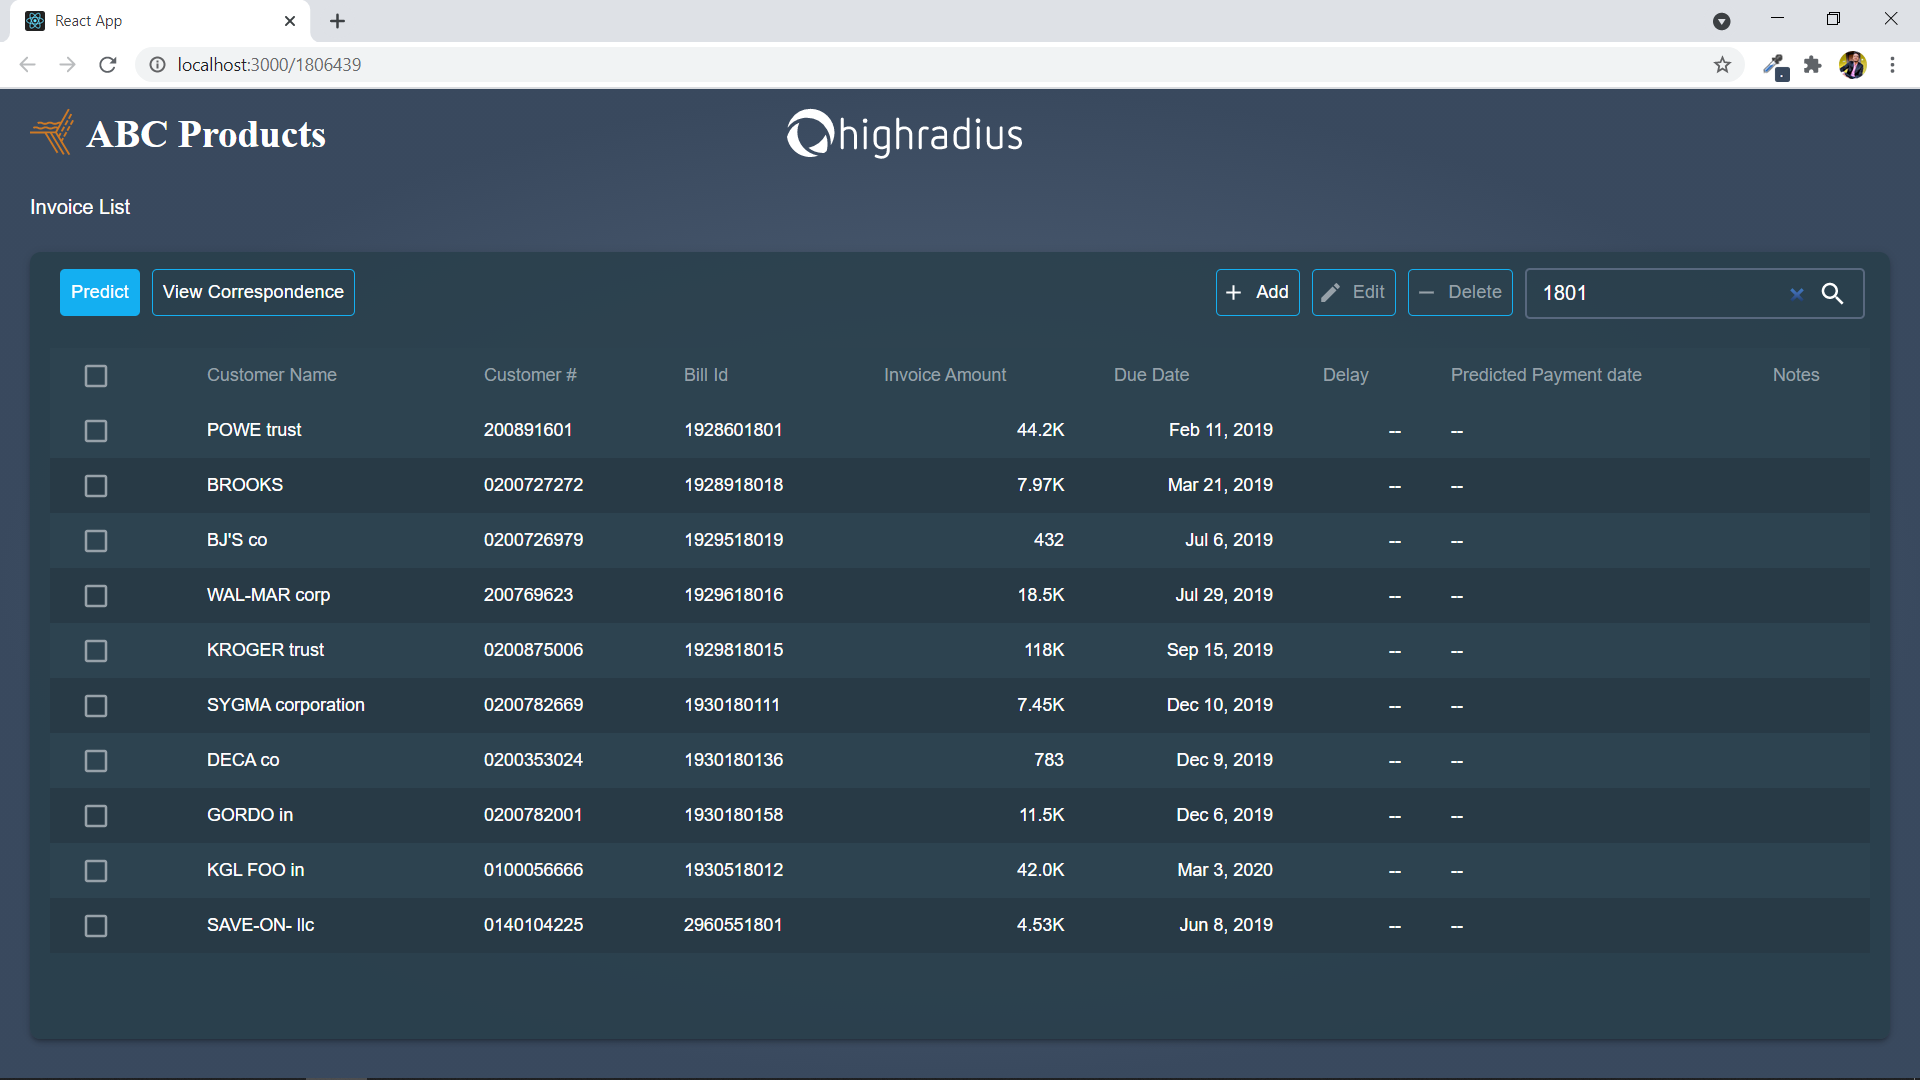 React App
localhost:3000/1806439
ABC Products
highradius
Invoice List
Predict View Correspondence + Add Edit − Delete 1801
Customer Name Customer # Bill Id Invoice Amount Due Date Delay Predicted Payment date Notes
POWE trust 200891601 1928601801 44.2K Feb 11, 2019 -- --
BROOKS 0200727272 1928918018 7.97K Mar 21, 2019 -- --
BJ'S co 0200726979 1929518019 432 Jul 6, 2019 -- --
WAL-MAR corp 200769623 1929618016 18.5K Jul 29, 2019 -- --
KROGER trust 0200875006 1929818015 118K Sep 15, 2019 -- --
SYGMA corporation 0200782669 1930180111 7.45K Dec 10, 2019 -- --
DECA co 0200353024 1930180136 783 Dec 9, 2019 -- --
GORDO in 0200782001 1930180158 11.5K Dec 6, 2019 -- --
KGL FOO in 0100056666 1930518012 42.0K Mar 3, 2020 -- --
SAVE-ON- llc 0140104225 2960551801 4.53K Jun 8, 2019 -- --